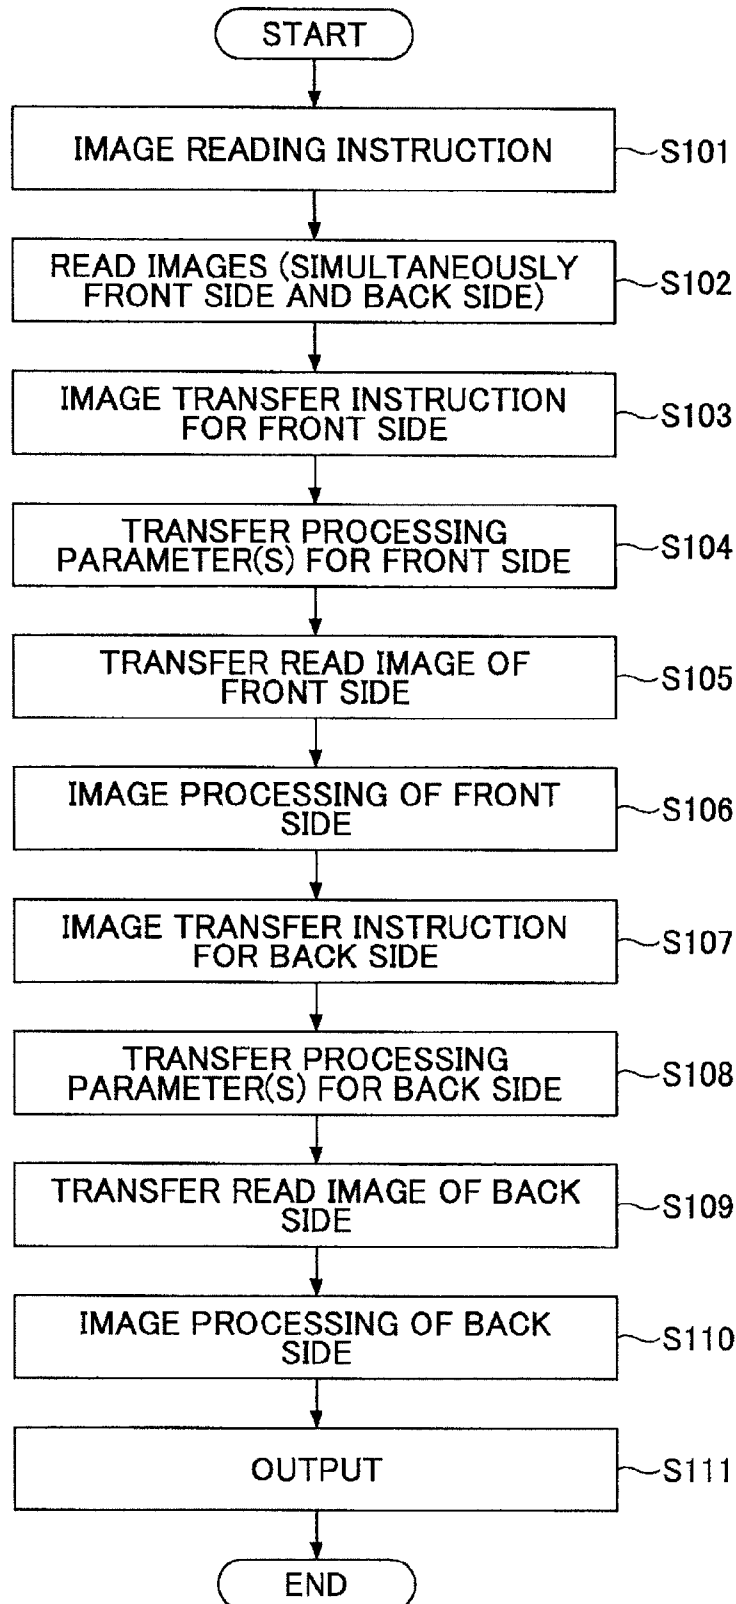 START
IMAGE READING INSTRUCTION
S101
READ IMAGES (SIMULTANEOUSLY
FRONT SIDE AND BACK SIDE)
S102
IMAGE TRANSFER INSTRUCTION
FOR FRONT SIDE
S103
TRANSFER PROCESSING
PARAMETER(S) FOR FRONT SIDE
S104
TRANSFER READ IMAGE OF
FRONT SIDE
S105
IMAGE PROCESSING OF FRONT
SIDE
S106
IMAGE TRANSFER INSTRUCTION
FOR BACK SIDE
S107
TRANSFER PROCESSING
PARAMETER(S) FOR BACK SIDE
S108
TRANSFER READ IMAGE OF BACK
SIDE
S109
IMAGE PROCESSING OF BACK
SIDE
S110
OUTPUT
S111
END